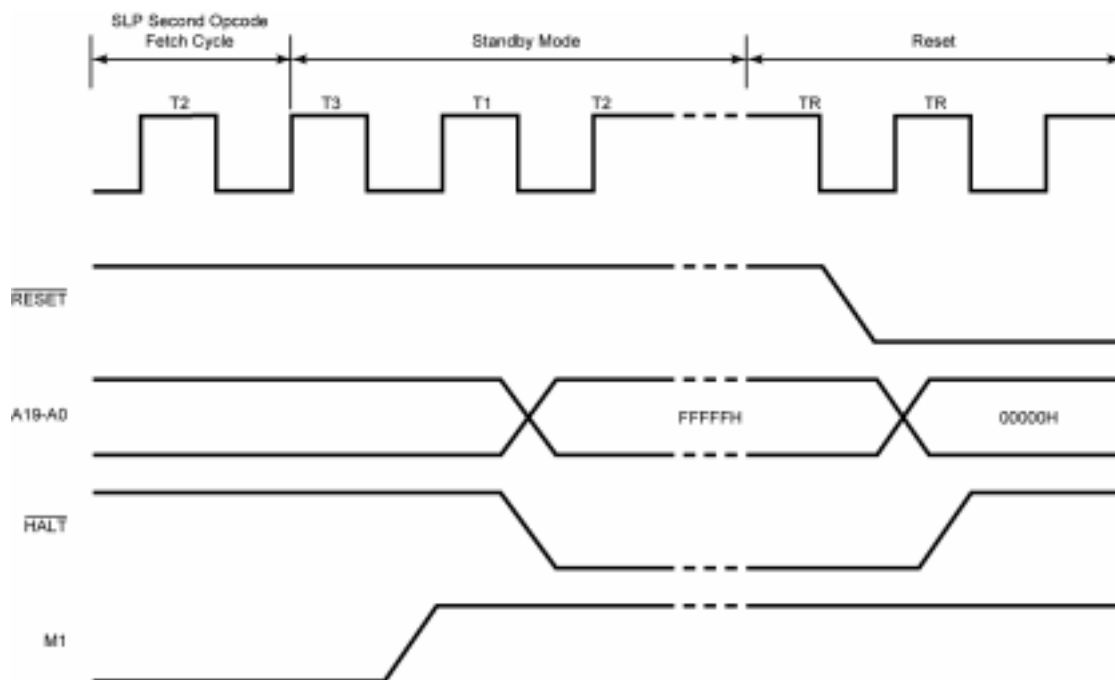 SLP Second Opcode
Fetch Cycle
Standby Mode
Reset
T2
T3
T1
T2
TR
TR
RESET
A19-A0
FFFFFH
00000H
HALT
M1